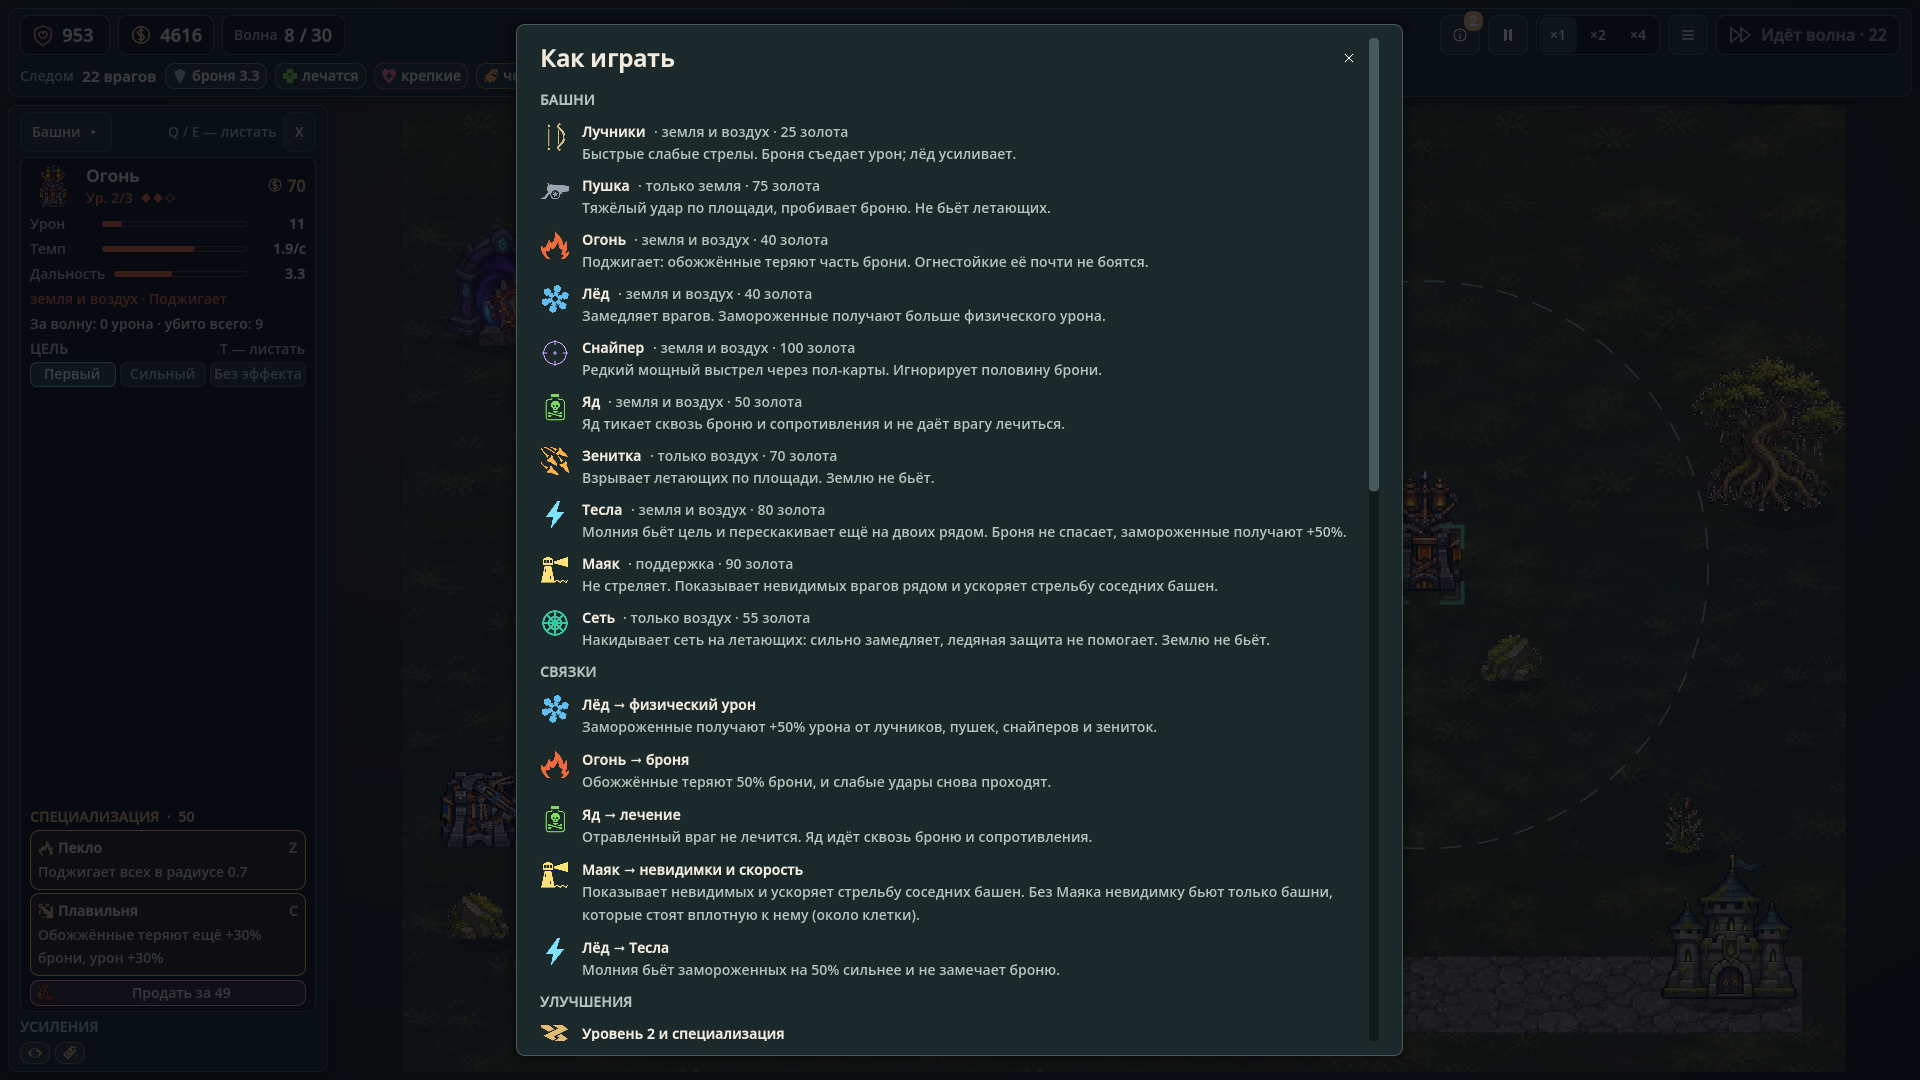 953
4616
Волна 8 / 30
2
×1
×2
×4
Идёт волна · 22
Следом 22 врагов
броня 3.3
лечатся
крепкие
Башни
Q / E — листать
X
Огонь
70
Ур. 2/3
Урон 11
Темп 1.9/с
Дальность 3.3
земля и воздух · Поджигает
За волну: 0 урона · убито всего: 9
ЦЕЛЬ
T — листать
Первый
Сильный
Без эффекта
СПЕЦИАЛИЗАЦИЯ · 50
Пекло Z
Поджигает всех в радиусе 0.7
Плавильня C
Обожжённые теряют ещё +30%
брони, урон +30%
Продать за 49
УСИЛЕНИЯ
Как играть
×
БАШНИ
Лучники · земля и воздух · 25 золота
Быстрые слабые стрелы. Броня съедает урон; лёд усиливает.
Пушка · только земля · 75 золота
Тяжёлый удар по площади, пробивает броню. Не бьёт летающих.
Огонь · земля и воздух · 40 золота
Поджигает: обожжённые теряют часть брони. Огнестойкие её почти не боятся.
Лёд · земля и воздух · 40 золота
Замедляет врагов. Замороженные получают больше физического урона.
Снайпер · земля и воздух · 100 золота
Редкий мощный выстрел через пол-карты. Игнорирует половину брони.
Яд · земля и воздух · 50 золота
Яд тикает сквозь броню и сопротивления и не даёт врагу лечиться.
Зенитка · только воздух · 70 золота
Взрывает летающих по площади. Землю не бьёт.
Тесла · земля и воздух · 80 золота
Молния бьёт цель и перескакивает ещё на двоих рядом. Броня не спасает, замороженные получают +50%.
Маяк · поддержка · 90 золота
Не стреляет. Показывает невидимых врагов рядом и ускоряет стрельбу соседних башен.
Сеть · только воздух · 55 золота
Накидывает сеть на летающих: сильно замедляет, ледяная защита не помогает. Землю не бьёт.
СВЯЗКИ
Лёд → физический урон
Замороженные получают +50% урона от лучников, пушек, снайперов и зениток.
Огонь → броня
Обожжённые теряют 50% брони, и слабые удары снова проходят.
Яд → лечение
Отравленный враг не лечится. Яд идёт сквозь броню и сопротивления.
Маяк → невидимки и скорость
Показывает невидимых и ускоряет стрельбу соседних башен. Без Маяка невидимку бьют только башни,
которые стоят вплотную к нему (около клетки).
Лёд → Тесла
Молния бьёт замороженных на 50% сильнее и не замечает броню.
УЛУЧШЕНИЯ
Уровень 2 и специализация